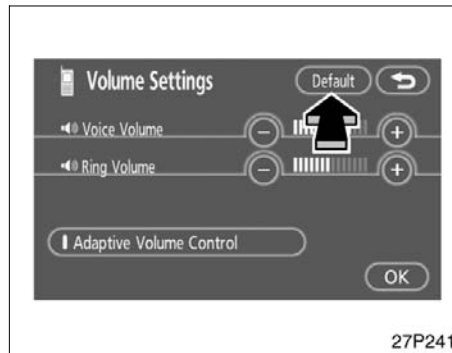 Volume Settings
Default
Voice Volume
Ring Volume
Adaptive Volume Control
OK
27P241